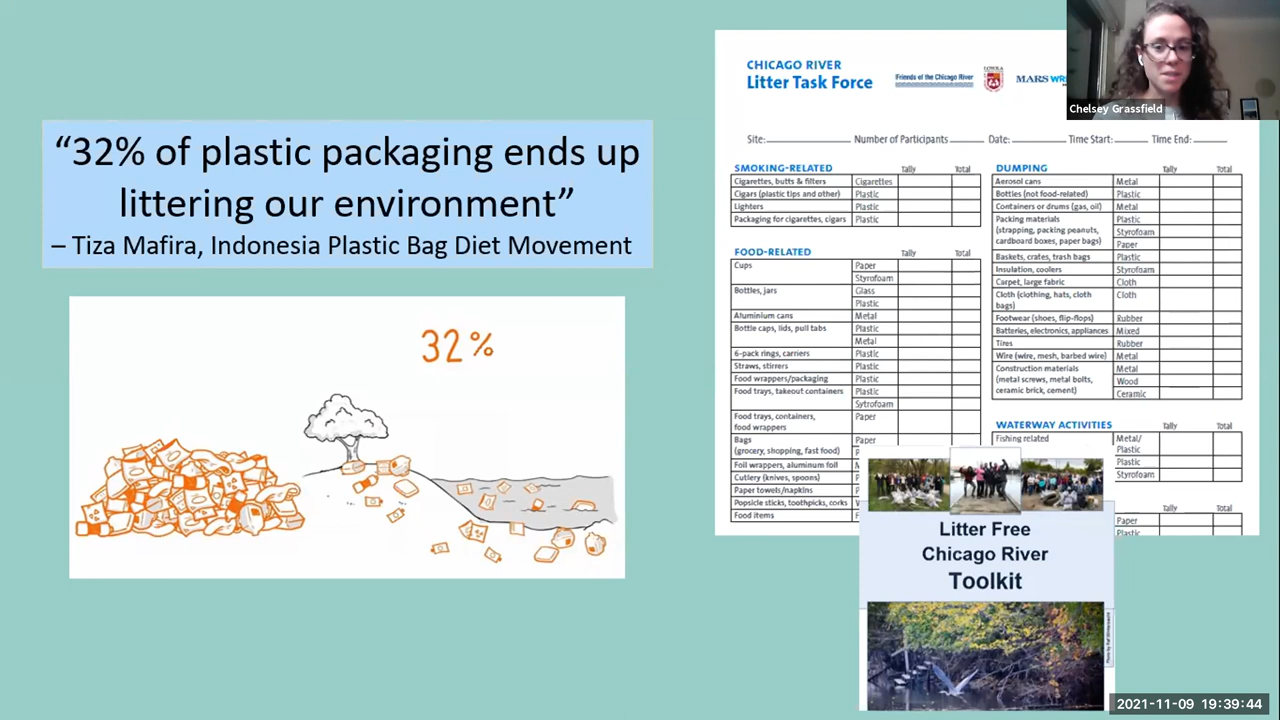 “32% of plastic packaging ends up
littering our environment”
– Tiza Mafira, Indonesia Plastic Bag Diet Movement
32%
CHICAGO RIVER
Litter Task Force
Friends of the Chicago River
LOYOLA
MARS WR
Chelsey Grassfield
Site: Number of Participants Date: Time Start: Time End:
SMOKING-RELATED Tally Total
Cigarettes, butts & filters Cigarettes
Cigars (plastic tips and other) Plastic
Lighters Plastic
Packaging for cigarettes, cigars Plastic
FOOD-RELATED Tally Total
Cups Paper
Styrofoam
Bottles, jars Glass
Plastic
Aluminium cans Metal
Bottle caps, lids, pull tabs Plastic
Metal
6-pack rings, carriers Plastic
Straws, stirrers Plastic
Food wrappers/packaging Plastic
Food trays, takeout containers Plastic
Sytrofoam
Food trays, containers, Paper
food wrappers
Bags Paper
(grocery, shopping, fast food) P
Foil wrappers, aluminum foil M
Cutlery (knives, spoons) P
Paper towels/napkins P
Popsicle sticks, toothpicks, corks W
Food items F
DUMPING Tally Total
Aerosol cans Metal
Bottles (not food-related) Plastic
Containers or drums (gas, oil) Metal
Packing materials Plastic
(strapping, packing peanuts, Styrofoam
cardboard boxes, paper bags) Paper
Baskets, crates, trash bags Plastic
Insulation, coolers Styrofoam
Carpet, large fabric Cloth
Cloth (clothing, hats, cloth Cloth
bags)
Footwear (shoes, flip-flops) Rubber
Batteries, electronics, appliances Mixed
Tires Rubber
Wire (wire, mesh, barbed wire) Metal
Construction materials Metal
(metal screws, metal bolts, Wood
ceramic brick, cement) Ceramic
WATERWAY ACTIVITIES Tally Total
Fishing related Metal/
Plastic
Plastic
Styrofoam
Tally Total
Paper
Plastic
Litter Free
Chicago River
Toolkit
2021-11-09 19:39:44